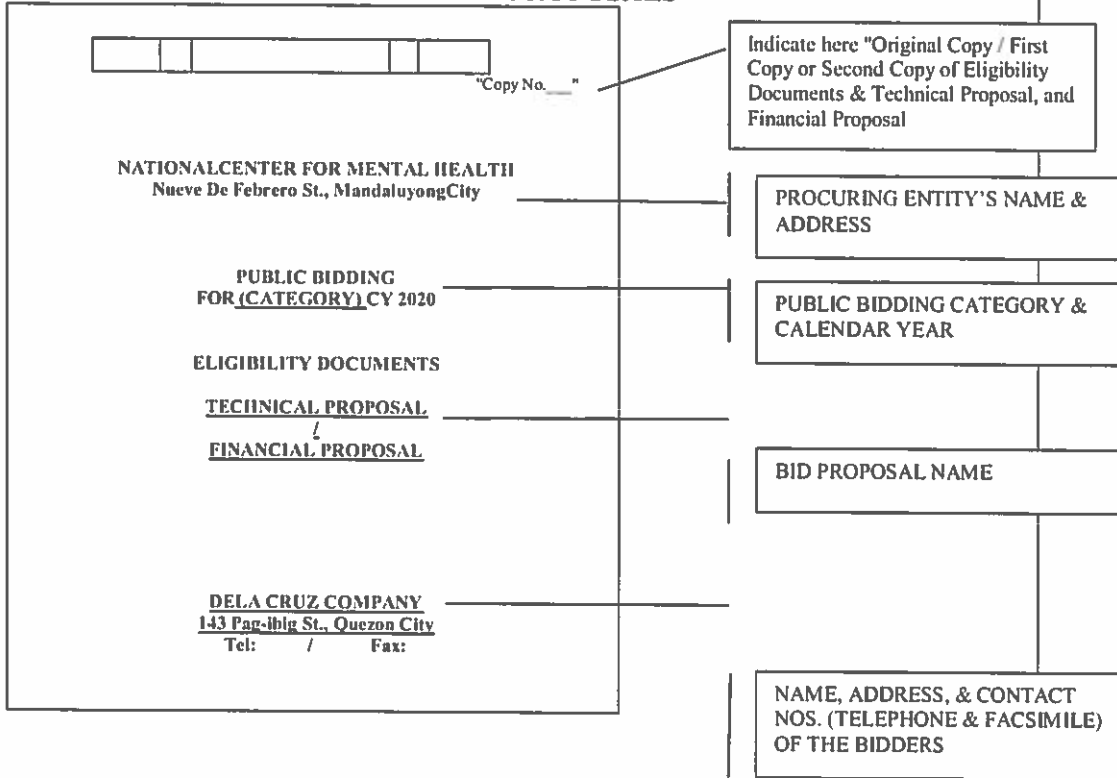 "Copy No.___"
NATIONALCENTER FOR MENTAL HEALTH
Nueve De Febrero St., MandaluyongCity
PUBLIC BIDDING
FOR (CATEGORY) CY 2020
ELIGIBILITY DOCUMENTS
TECHNICAL PROPOSAL
/
FINANCIAL PROPOSAL
DELA CRUZ COMPANY
143 Pag-ibig St., Quezon City
Tel: / Fax:
Indicate here "Original Copy / First
Copy or Second Copy of Eligibility
Documents & Technical Proposal, and
Financial Proposal
PROCURING ENTITY'S NAME &
ADDRESS
PUBLIC BIDDING CATEGORY &
CALENDAR YEAR
BID PROPOSAL NAME
NAME, ADDRESS, & CONTACT
NOS. (TELEPHONE & FACSIMILE)
OF THE BIDDERS